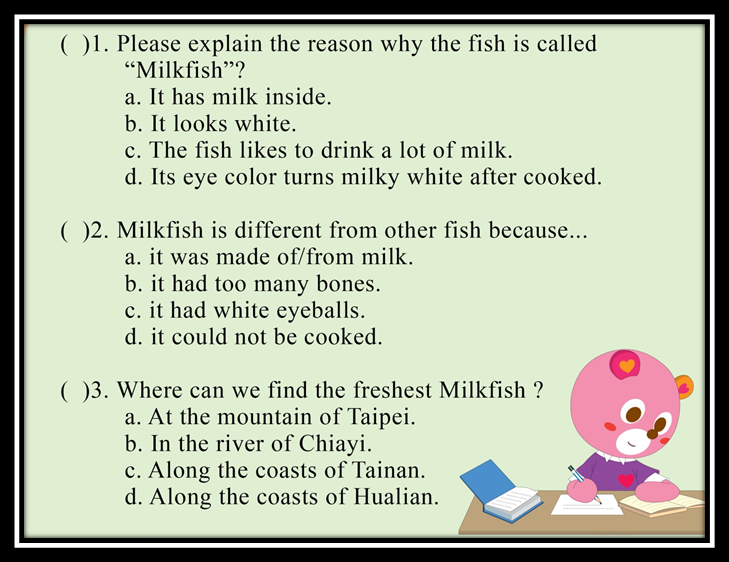 ( )1. Please explain the reason why the fish is called
“Milkfish”?
a. It has milk inside.
b. It looks white.
c. The fish likes to drink a lot of milk.
d. Its eye color turns milky white after cooked.
( )2. Milkfish is different from other fish because...
a. it was made of/from milk.
b. it had too many bones.
c. it had white eyeballs.
d. it could not be cooked.
( )3. Where can we find the freshest Milkfish ?
a. At the mountain of Taipei.
b. In the river of Chiayi.
c. Along the coasts of Tainan.
d. Along the coasts of Hualian.